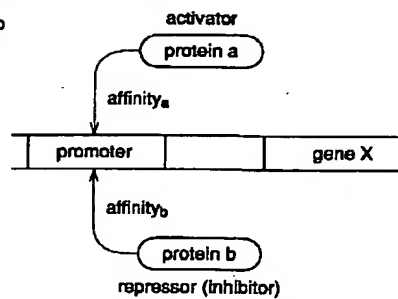 activator
protein a
affinitya
promoter
gene X
affinityb
protein b
repressor (inhibitor)